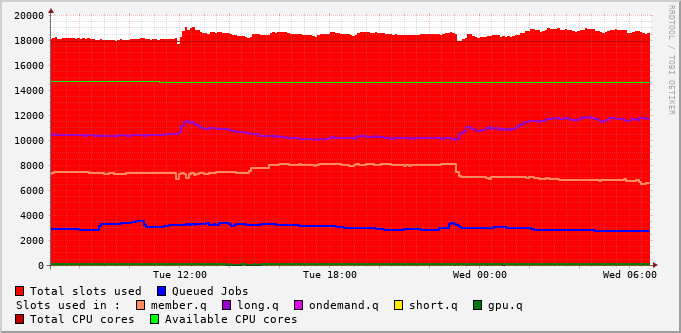 20000
18000
16000
14000
12000
10000
8000
6000
4000
2000
0
Tue 12:00 Tue 18:00 Wed 00:00 Wed 06:00
Total slots used Queued Jobs
Slots used in : member.q long.q ondemand.q short.q gpu.q
Total CPU cores Available CPU cores
RRDTOOL / TOBI OETIKER